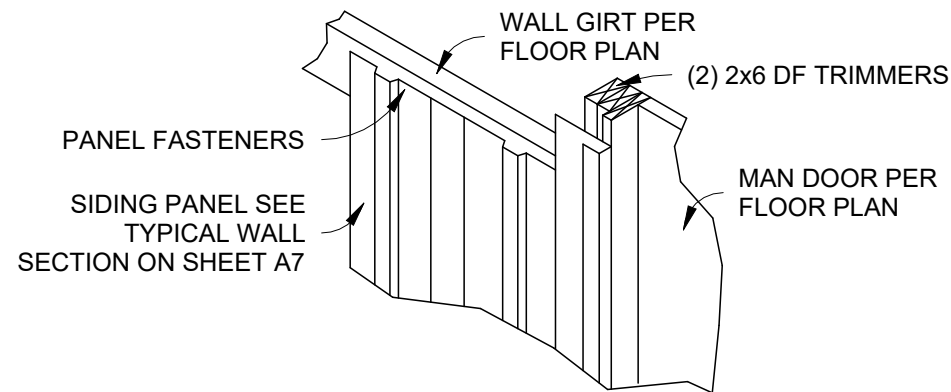 WALL GIRT PER
FLOOR PLAN
(2) 2x6 DF TRIMMERS
PANEL FASTENERS
SIDING PANEL SEE
TYPICAL WALL
SECTION ON SHEET A7
MAN DOOR PER
FLOOR PLAN